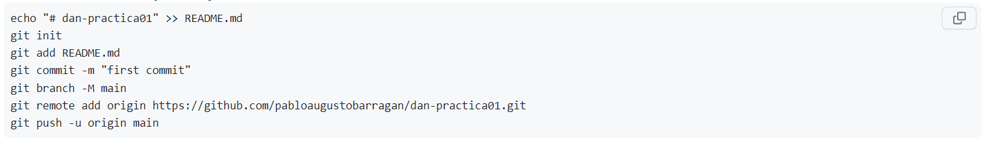 echo "# dan-practica01" >> README.md
git init
git add README.md
git commit -m "first commit"
git branch -M main
git remote add origin https://github.com/pabloaugustobarragan/dan-practica01.git
git push -u origin main